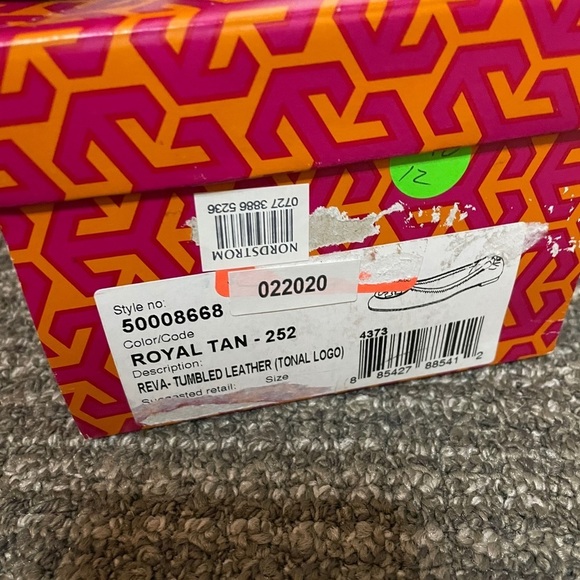 12
0727 3886 5236
NORDSTROM
022020
Style no:
50008668
Color/Code
ROYAL TAN - 252
Description:
REVA- TUMBLED LEATHER (TONAL LOGO)
Suggested retail: Size
4373
8 85427 88541 2